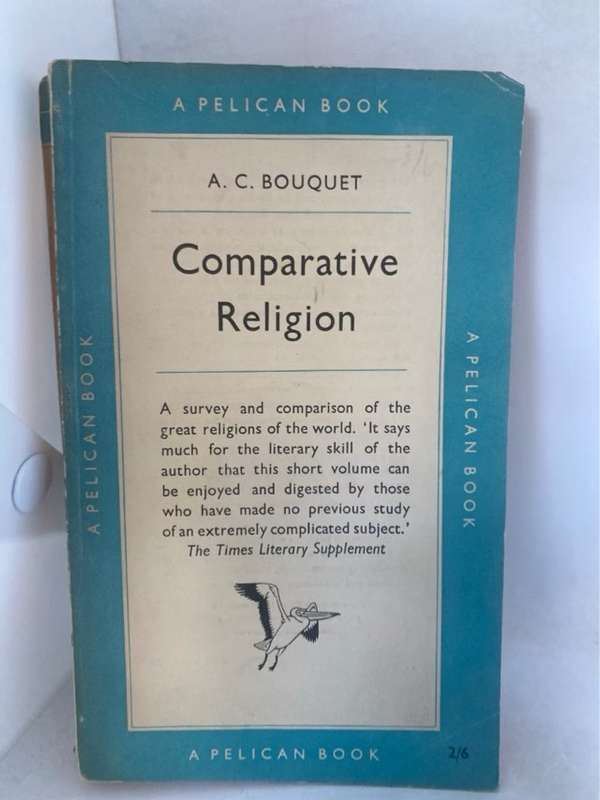 A PELICAN BOOK
A. C. BOUQUET
Comparative
Religion
A survey and comparison of the
great religions of the world. 'It says
much for the literary skill of the
author that this short volume can
be enjoyed and digested by those
who have made no previous study
of an extremely complicated subject.'
The Times Literary Supplement
A PELICAN BOOK
A PELICAN BOOK
A PELICAN BOOK
2/6